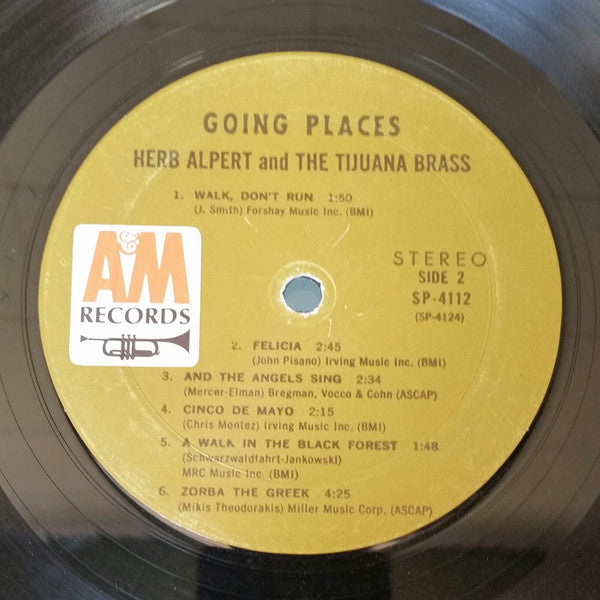 GOING PLACES
HERB ALPERT and THE TIJUANA BRASS
1. WALK, DON'T RUN 1:50
(J. Smith) Forshay Music Inc. (BMI)
A&M
RECORDS
STEREO
SIDE 2
SP-4112
(SP-4124)
2. FELICIA 2:45
(John Pisano) Irving Music Inc. (BMI)
3. AND THE ANGELS SING 2:34
(Mercer-Elman) Bregman, Vocco & Cohn (ASCAP)
4. CINCO DE MAYO 2:15
(Chris Montez) Irving Music Inc. (BMI)
5. A WALK IN THE BLACK FOREST 1:48
(Schwarzwaldfahrt-Jankowski)
MRC Music Inc. (BMI)
6. ZORBA THE GREEK 4:25
(Mikis Theodorakis) Miller Music Corp. (ASCAP)